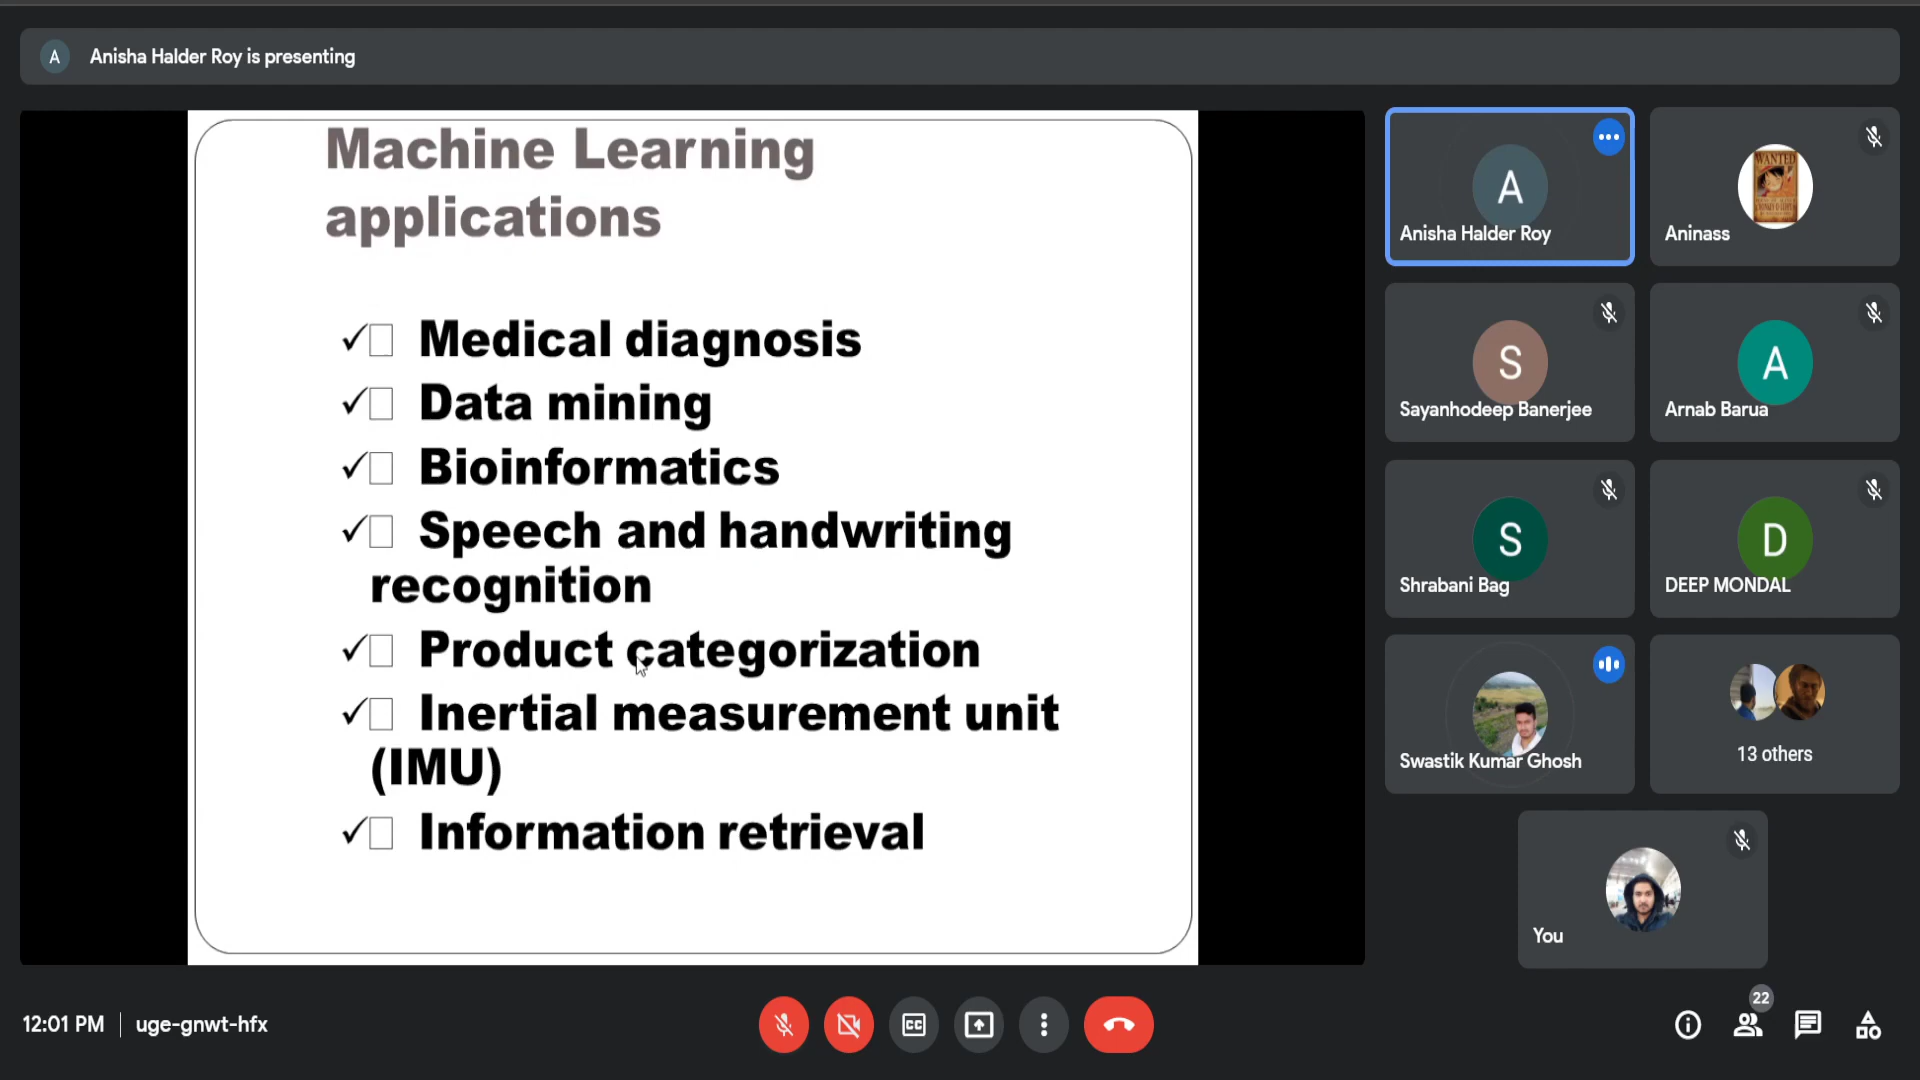 A
Anisha Halder Roy is presenting
Machine Learning
applications
✓□ Medical diagnosis
✓□ Data mining
✓□ Bioinformatics
✓□ Speech and handwriting
recognition
✓□ Product categorization
✓□ Inertial measurement unit
(IMU)
✓□ Information retrieval
A
Anisha Halder Roy
WANTED
Aninass
S
Sayanhodeep Banerjee
A
Arnab Barua
S
Shrabani Bag
D
DEEP MONDAL
Swastik Kumar Ghosh
13 others
You
12:01 PM | uge-gnwt-hfx
CC
22